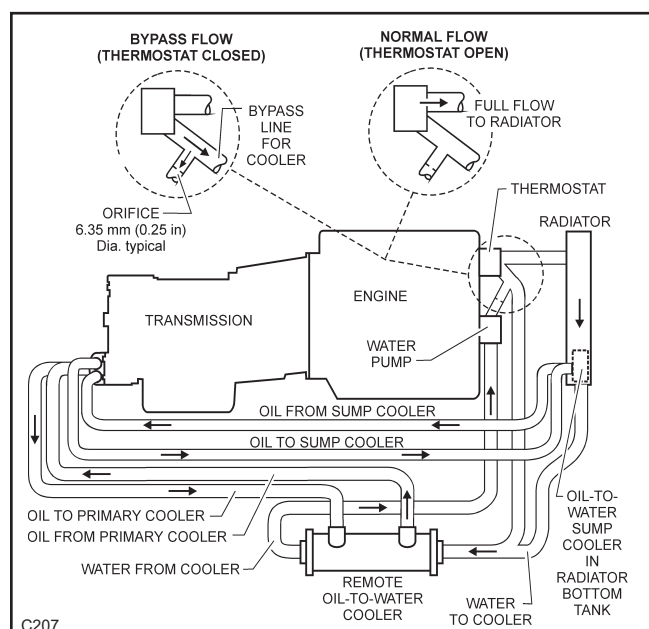 BYPASS FLOW
(THERMOSTAT CLOSED)
NORMAL FLOW
(THERMOSTAT OPEN)
BYPASS
LINE
FOR
COOLER
FULL FLOW
TO RADIATOR
ORIFICE
6.35 mm (0.25 in)
Dia. typical
THERMOSTAT
RADIATOR
ENGINE
TRANSMISSION
WATER
PUMP
OIL FROM SUMP COOLER
OIL TO SUMP COOLER
OIL TO PRIMARY COOLER
OIL FROM PRIMARY COOLER
WATER FROM COOLER
REMOTE
OIL-TO-WATER
COOLER
WATER
TO COOLER
OIL-TO-
WATER
SUMP
COOLER
IN
RADIATOR
BOTTOM
TANK
C207